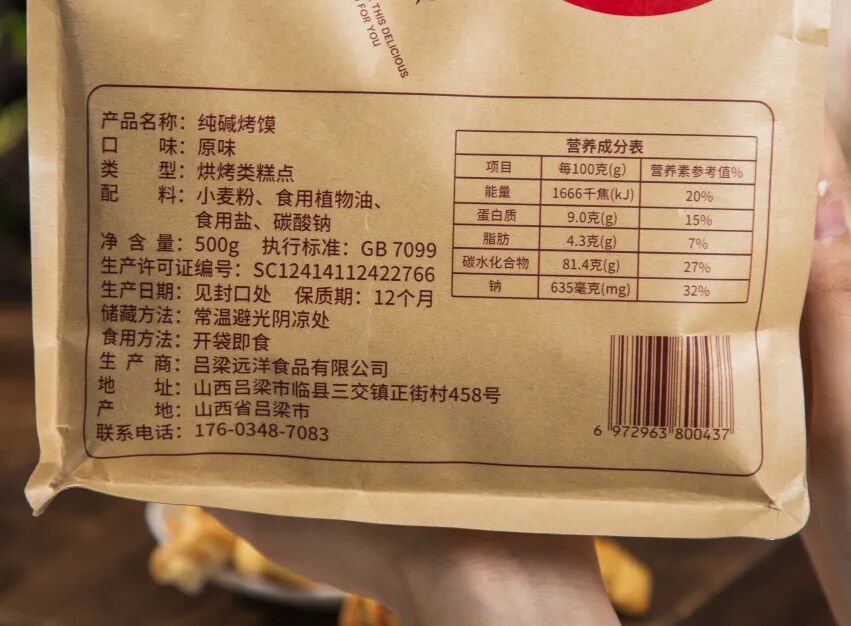 THIS DELICIOUS
FOR YOU
产品名称：纯碱烤馍
口 味：原味
类 型：烘烤类糕点
配 料：小麦粉、食用植物油、
食用盐、碳酸钠
净 含 量：500g 执行标准：GB 7099
生产许可证编号：SC12414112422766
生产日期：见封口处 保质期：12个月
储藏方法：常温避光阴凉处
食用方法：开袋即食
生 产 商：吕梁远洋食品有限公司
地 址：山西吕梁市临县三交镇正街村458号
产 地：山西省吕梁市
联系电话：176-0348-7083
营养成分表
项目 每100克(g) 营养素参考值%
能量 1666千焦(kJ) 20%
蛋白质 9.0克(g) 15%
脂肪 4.3克(g) 7%
碳水化合物 81.4克(g) 27%
钠 635毫克(mg) 32%
6 972963 800437